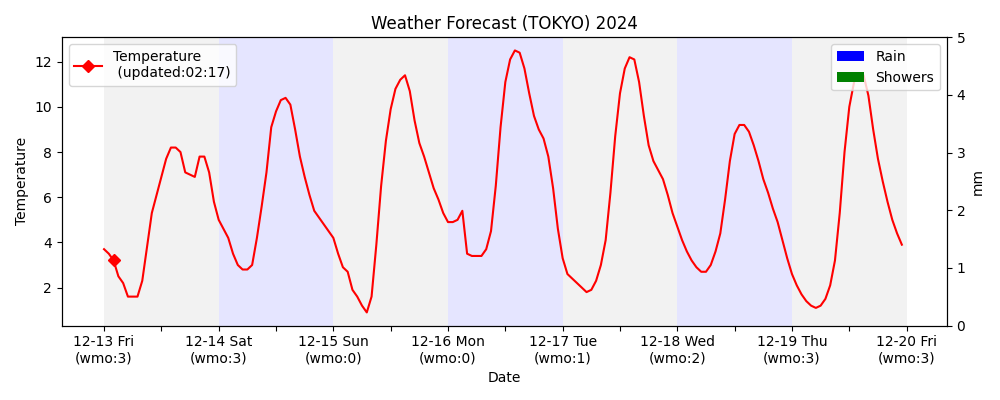 Weather Forecast (TOKYO) 2024
Temperature
(updated:02:17)
Rain
Showers
12
10
8
6
4
2
Temperature
5
4
3
2
1
0
mm
12-13 Fri
(wmo:3)
12-14 Sat
(wmo:3)
12-15 Sun
(wmo:0)
12-16 Mon
(wmo:0)
12-17 Tue
(wmo:1)
12-18 Wed
(wmo:2)
12-19 Thu
(wmo:3)
12-20 Fri
(wmo:3)
Date